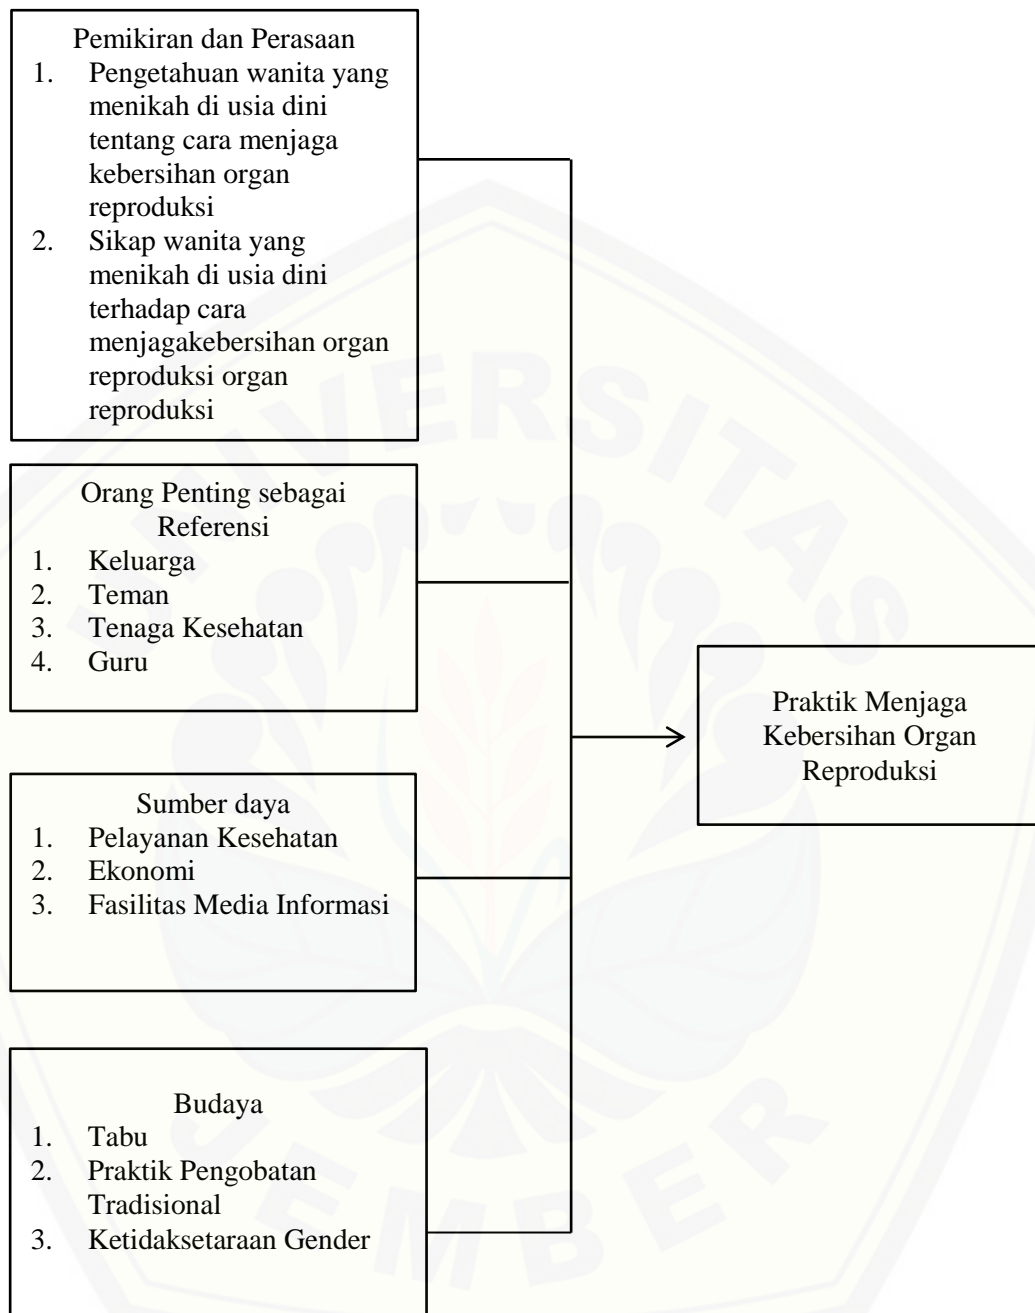 Pemikiran dan Perasaan
1. Pengetahuan wanita yang
menikah di usia dini
tentang cara menjaga
kebersihan organ
reproduksi
2. Sikap wanita yang
menikah di usia dini
terhadap cara
menjagakebersihan organ
reproduksi organ
reproduksi
Orang Penting sebagai
Referensi
1. Keluarga
2. Teman
3. Tenaga Kesehatan
4. Guru
Sumber daya
1. Pelayanan Kesehatan
2. Ekonomi
3. Fasilitas Media Informasi
Budaya
1. Tabu
2. Praktik Pengobatan
Tradisional
3. Ketidaksetaraan Gender
Praktik Menjaga
Kebersihan Organ
Reproduksi
UNIVERSITAS
JEMBER